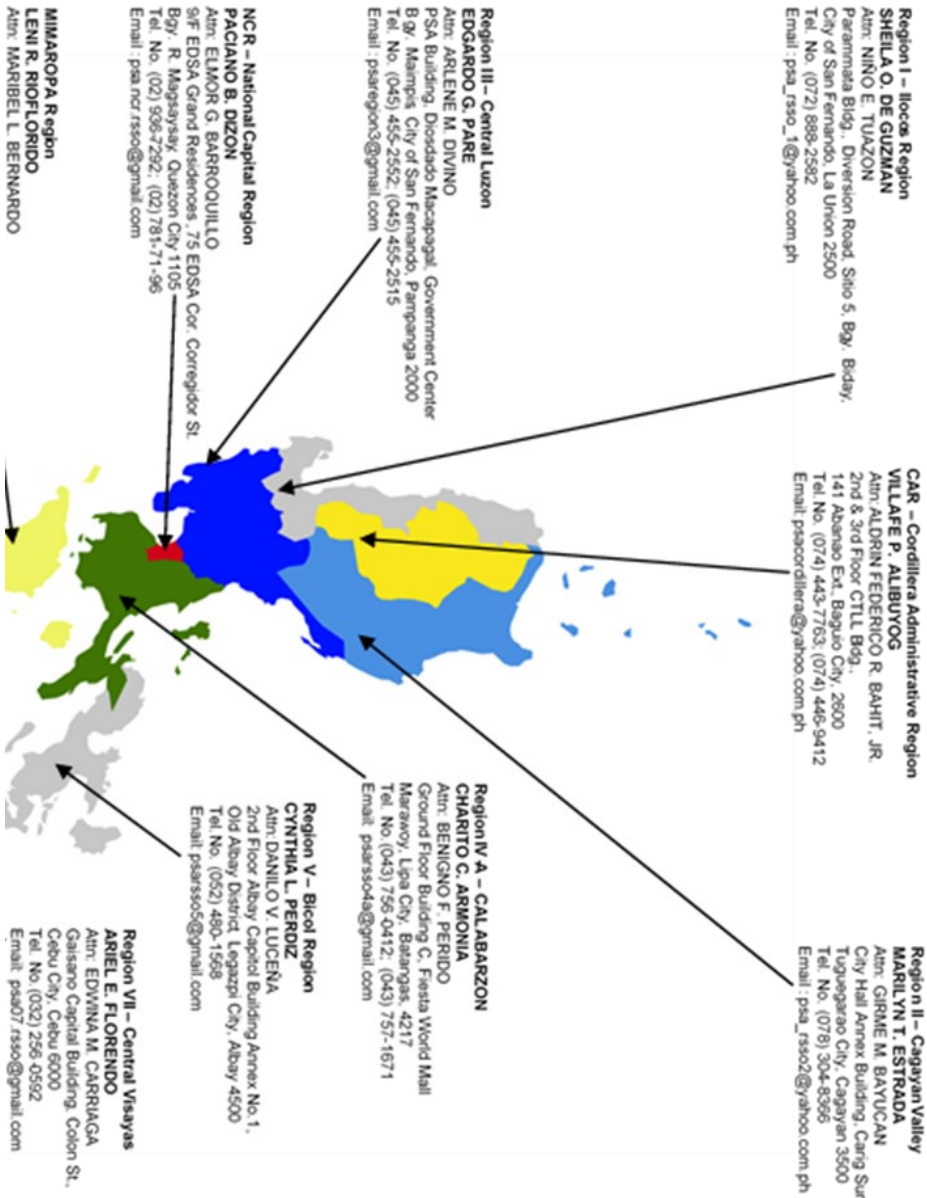 Region I – Ilocos Region
SHEILA O. DE GUZMAN
Attn: NIÑO E. TUAZON
Parammata Bldg., Diversion Road, Sitio 5, Bgy. Biday,
City of San Fernando, La Union 2500
Tel. No. (072) 888-2582
Email : psa_rsso_1@yahoo.com.ph
CAR – Cordillera Administrative Region
VILLAFE P. ALIBUYOG
Attn: ALDRIN FEDERICO R. BAHIT, JR.
2nd & 3rd Floor CTLL Bldg.,
141 Abanao Ext., Baguio City, 2600
Tel. No. (074) 443-7763; (074) 446-9412
Email: psacordillera@yahoo.com.ph
Region II – Cagayan Valley
MARILYN T. ESTRADA
Attn: GIRME M. BAYUCAN
City Hall Annex Building, Carig Sur
Tuguegarao City, Cagayan 3500
Tel. No. (078) 304-8366
Email : psa_rsso2@yahoo.com.ph
Region III – Central Luzon
EDGARDO G. PARE
Attn: ARLENE M. DIVINO
PSA Building, Diosdado Macapagal, Government Center
Bgy. Maimpis, City of San Fernando, Pampanga 2000
Tel. No. (045) 455-2552; (045) 455-2515
Email : psaregion3@gmail.com
NCR – National Capital Region
PACIANO B. DIZON
Attn: ELMOR G. BARROQUILLO
9/F EDSA Grand Residences, 75 EDSA Cor. Corregidor St.
Bgy. R. Magsaysay, Quezon City 1105
Tel. No. (02) 936-7292; (02) 781-71-96
Email : psa.ncr.rsso@gmail.com
Region IV A – CALABARZON
CHARITO C. ARMONIA
Attn: BENIGNO F. PERIDO
Ground Floor Building C, Fiesta World Mall
Marawoy, Lipa City, Batangas, 4217
Tel. No. (043) 756-0412; (043) 757-1671
Email: psarsso4a@gmail.com
Region V – Bicol Region
CYNTHIA L. PERDIZ
Attn: DANILO V. LUCEÑA
2nd Floor Albay Capitol Building Annex No.1,
Old Albay District, Legazpi City, Albay 4500
Tel. No. (052) 480-1568
Email: psarsso5@gmail.com
MIMAROPA Region
LENI R. RIOFLORIDO
Attn: MARIBEL L. BERNARDO
Region VII – Central Visayas
ARIEL E. FLORENDO
Attn: EDWINA M. CARRIAGA
Gaisano Capital Building, Colon St.,
Cebu City, Cebu 6000
Tel. No. (032) 256-0592
Email: psa07.rsso@gmail.com